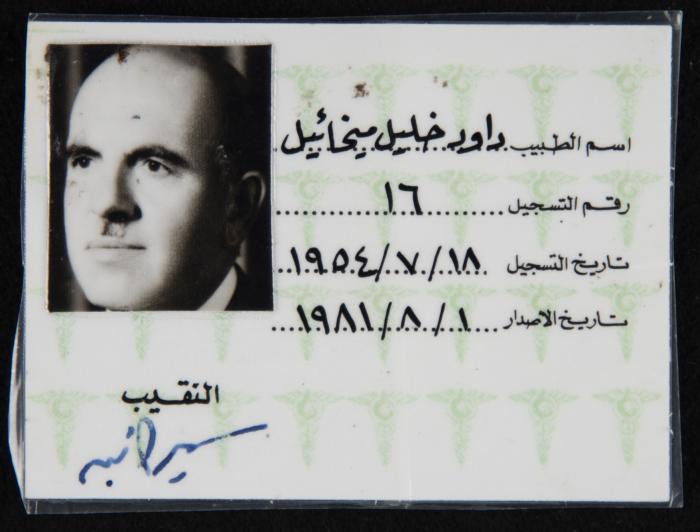 اسم الطبيب داود خليل ميخائيل
رقم التسجيل ١٦
تاريخ التسجيل ١٨/٧/١٩٥٤
تاريخ الاصدار ١/٨/١٩٨١
النقيب